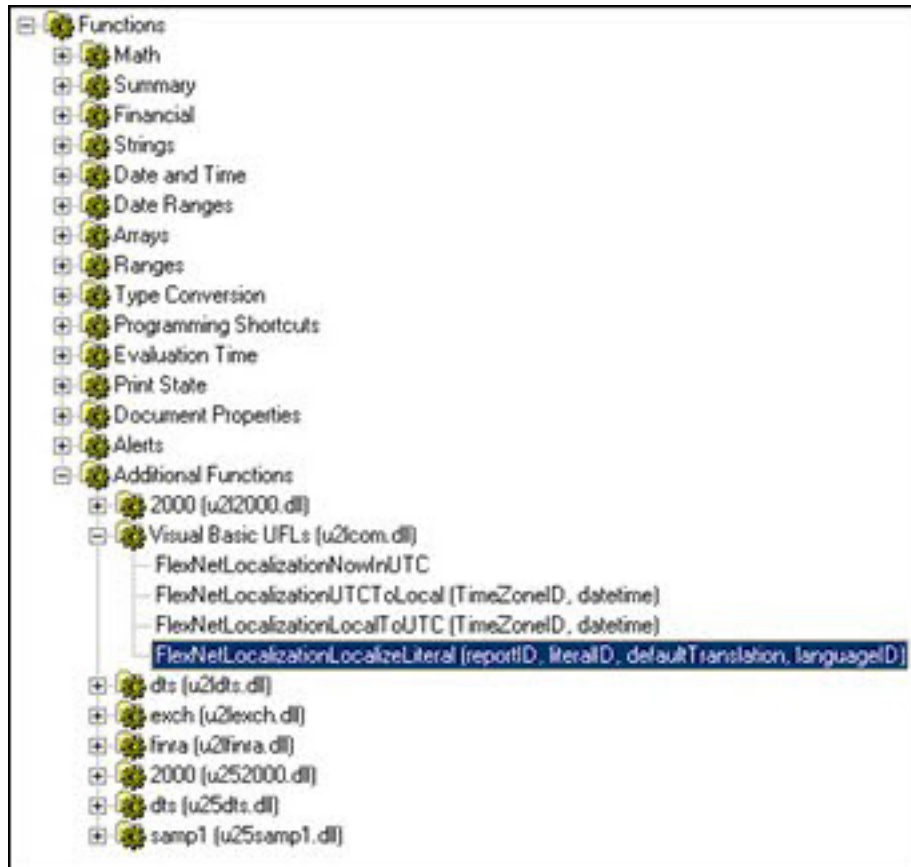 Functions
Math
Summary
Financial
Strings
Date and Time
Date Ranges
Arrays
Ranges
Type Conversion
Programming Shortcuts
Evaluation Time
Print State
Document Properties
Alerts
Additional Functions
2000 (u2l2000.dll)
Visual Basic UFLs (u2lcom.dll)
FlexNetLocalizationNowInUTC
FlexNetLocalizationUTCToLocal (TimeZoneID, datetime)
FlexNetLocalizationLocalToUTC (TimeZoneID, datetime)
FlexNetLocalizationLocalizeLiteral (reportID, literalID, defaultTranslation, languageID)
dts (u2ldts.dll)
exch (u2lexch.dll)
finra (u2lfinra.dll)
2000 (u252000.dll)
dts (u25dts.dll)
samp1 (u25samp1.dll)